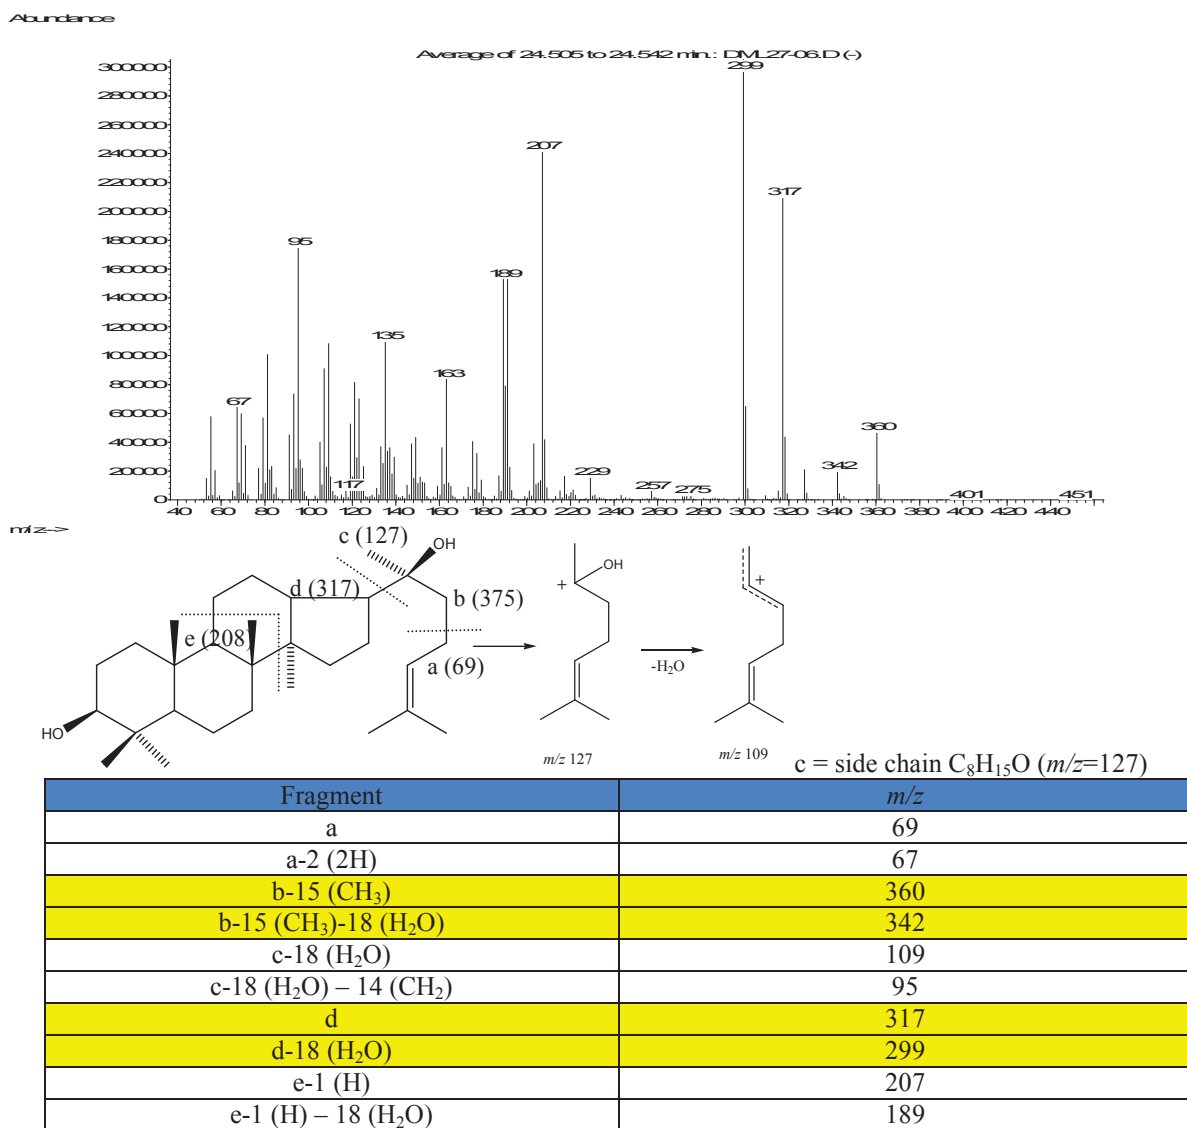 Abundance
Average of 24.505 to 24.542 min.: DML27-06.D (-)
300000
280000
260000
240000
220000
200000
180000
160000
140000
120000
100000
80000
60000
40000
20000
0
299
207
317
95
189
135
163
67
360
117
229
257
275
342
401
451
40 60 80 100 120 140 160 180 200 220 240 260 280 300 320 340 360 380 400 420 440
m/z-->
c (127)
OH
d (317)
b (375)
e (208)
a (69)
HO
OH
+
-H₂O
+
m/z 127
m/z 109
c = side chain C₈H₁₅O (m/z=127)
Fragment m/z
a 69
a-2 (2H) 67
b-15 (CH₃) 360
b-15 (CH₃)-18 (H₂O) 342
c-18 (H₂O) 109
c-18 (H₂O) – 14 (CH₂) 95
d 317
d-18 (H₂O) 299
e-1 (H) 207
e-1 (H) – 18 (H₂O) 189